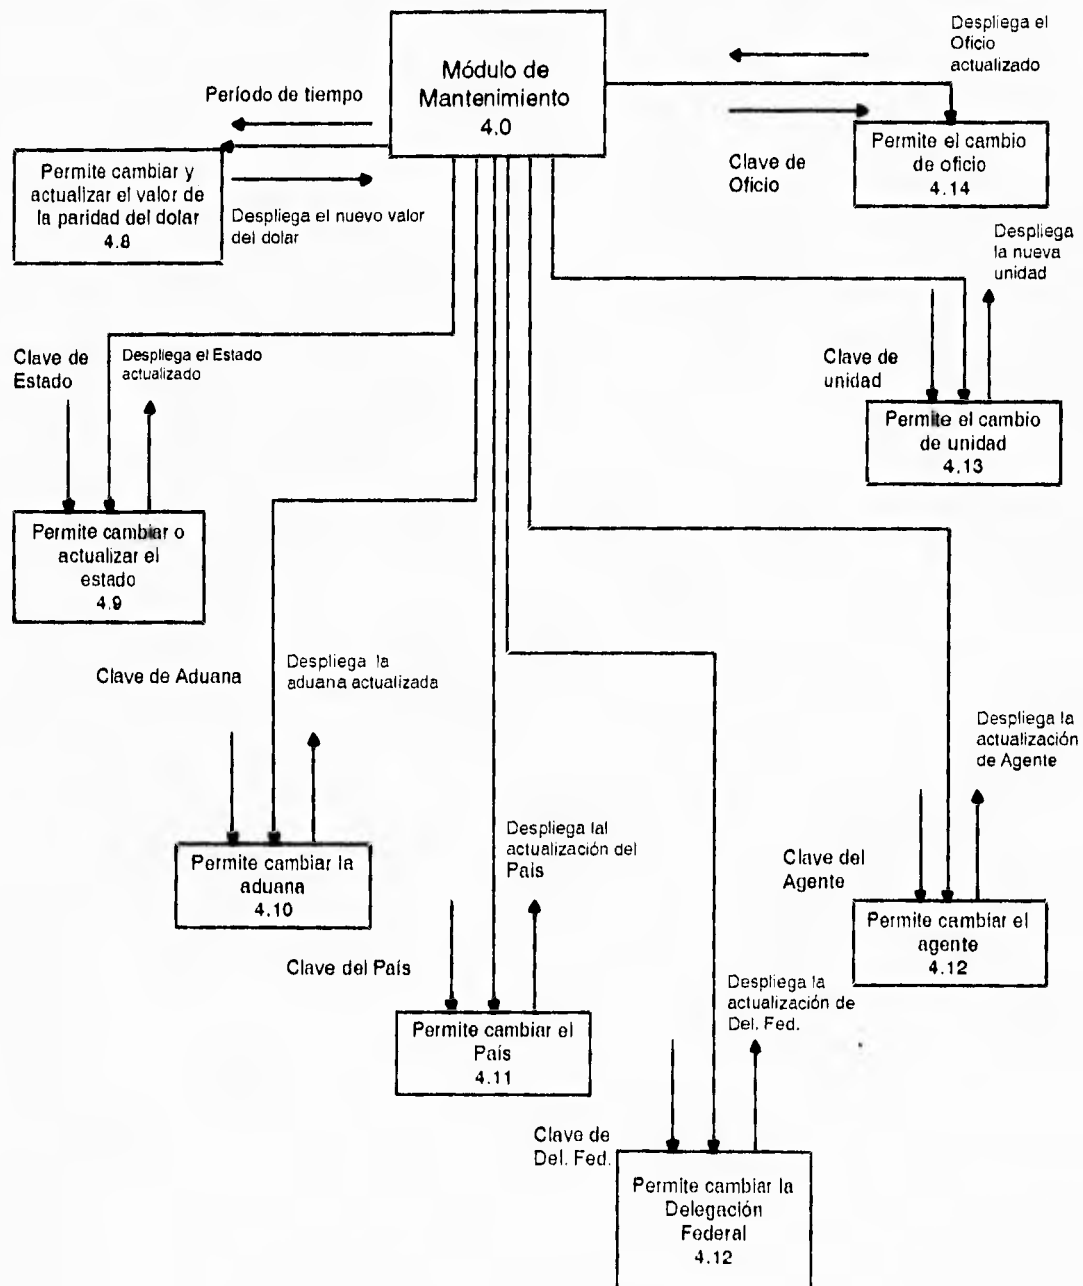 Módulo de
Mantenimiento
4.0
Despliega el
Oficio
actualizado
Período de tiempo
Clave de
Oficio
Permite el cambio
de oficio
4.14
Permite cambiar y
actualizar el valor de
la paridad del dolar
4.8
Despliega el nuevo valor
del dolar
Despliega
la nueva
unidad
Clave de
Estado
Despliega el Estado
actualizado
Clave de
unidad
Permite el cambio
de unidad
4.13
Permite cambiar o
actualizar el
estado
4.9
Clave de Aduana
Despliega la
aduana actualizada
Despliega la
actualización
de Agente
Permite cambiar la
aduana
4.10
Despliega lal
actualización del
País
Clave del
Agente
Permite cambiar el
agente
4.12
Clave del País
Permite cambiar el
País
4.11
Despliega la
actualización de
Del. Fed.
Clave de
Del. Fed.
Permite cambiar la
Delegación
Federal
4.12